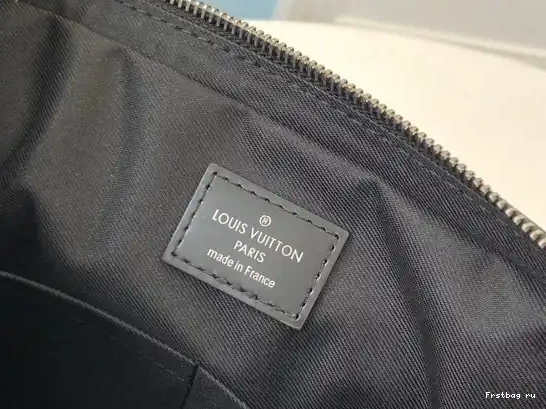 ®
LOUIS VUITTON
PARIS
made in France
Frstbag ru